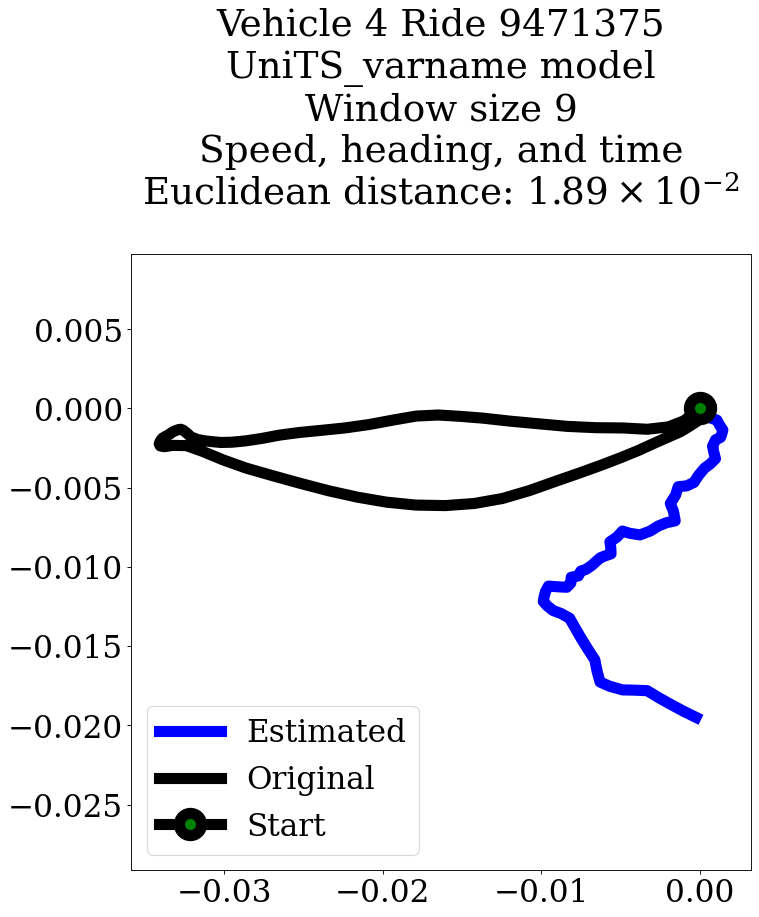 Vehicle 4 Ride 9471375
UniTS_varname model
Window size 9
Speed, heading, and time
Euclidean distance: 1.89 × 10⁻²
0.005
0.000
−0.005
−0.010
−0.015
−0.020
−0.025
Estimated
Original
Start
−0.03 −0.02 −0.01 0.00